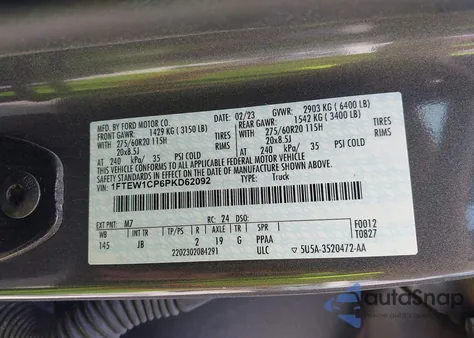 MFD. BY FORD MOTOR CO.
DATE: 02/23 GVWR: 2903 KG (6400 LB)
FRONT GAWR: 1429 KG (3150 LB) REAR GAWR: 1542 KG (3400 LB)
WITH TIRES WITH TIRES
275/60R20 115H 275/60R20 115H
20x8.5J RIMS 20x8.5J RIMS
AT 240 kPa/ 35 PSI COLD AT 240 kPa/ 35 PSI COLD
THIS VEHICLE CONFORMS TO ALL APPLICABLE FEDERAL MOTOR VEHICLE
SAFETY STANDARDS IN EFFECT ON THE DATE OF MANUFACTURE SHOWN ABOVE.
VIN: 1FTEW1CP6PKD62092 TYPE: Truck
EXT PNT: M7 RC: 24 DSO: F0012
WB INT TR TP/PS R AXLE TR SPR T0827
145 JB 2 19 G PPAA
2202302084291 ULC 5U5A-3520472-AA
autoSnap